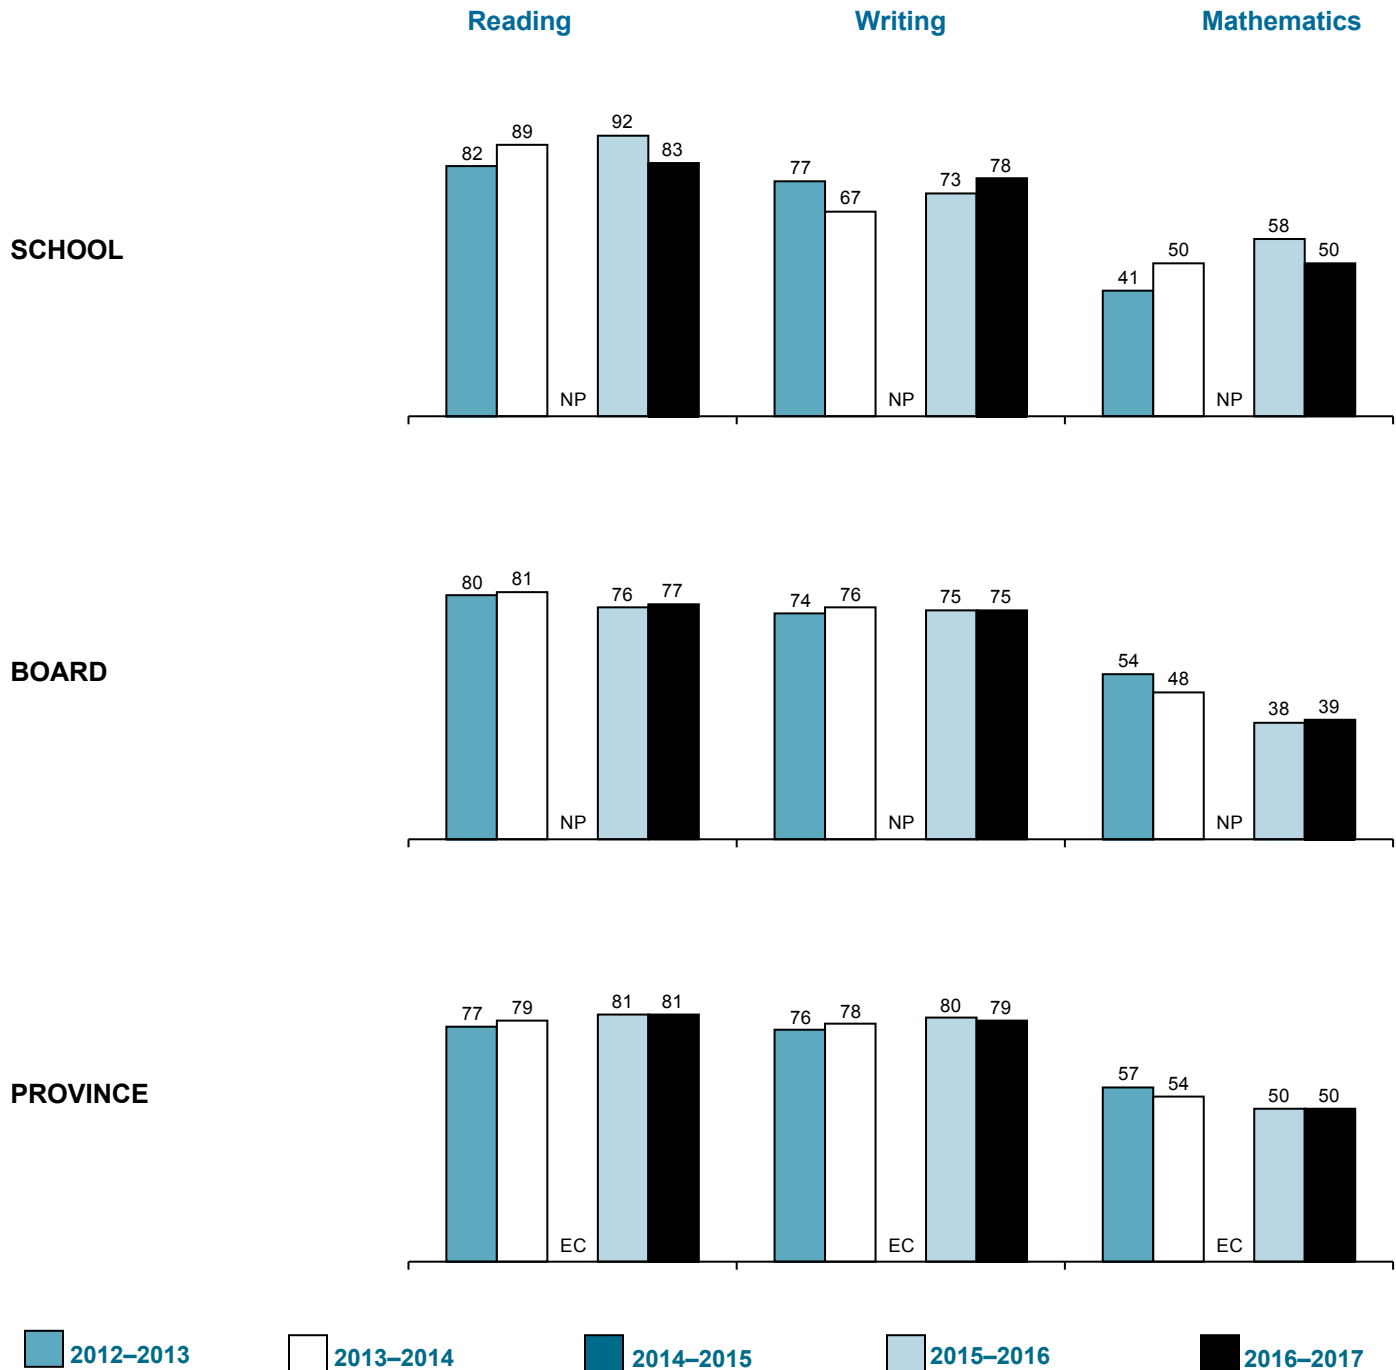 Reading Writing Mathematics
SCHOOL
82 89 NP 92 83 77 67 NP 73 78 41 50 NP 58 50
BOARD
80 81 NP 76 77 74 76 NP 75 75 54 48 NP 38 39
PROVINCE
77 79 EC 81 81 76 78 EC 80 79 57 54 EC 50 50
2012–2013 2013–2014 2014–2015 2015–2016 2016–2017